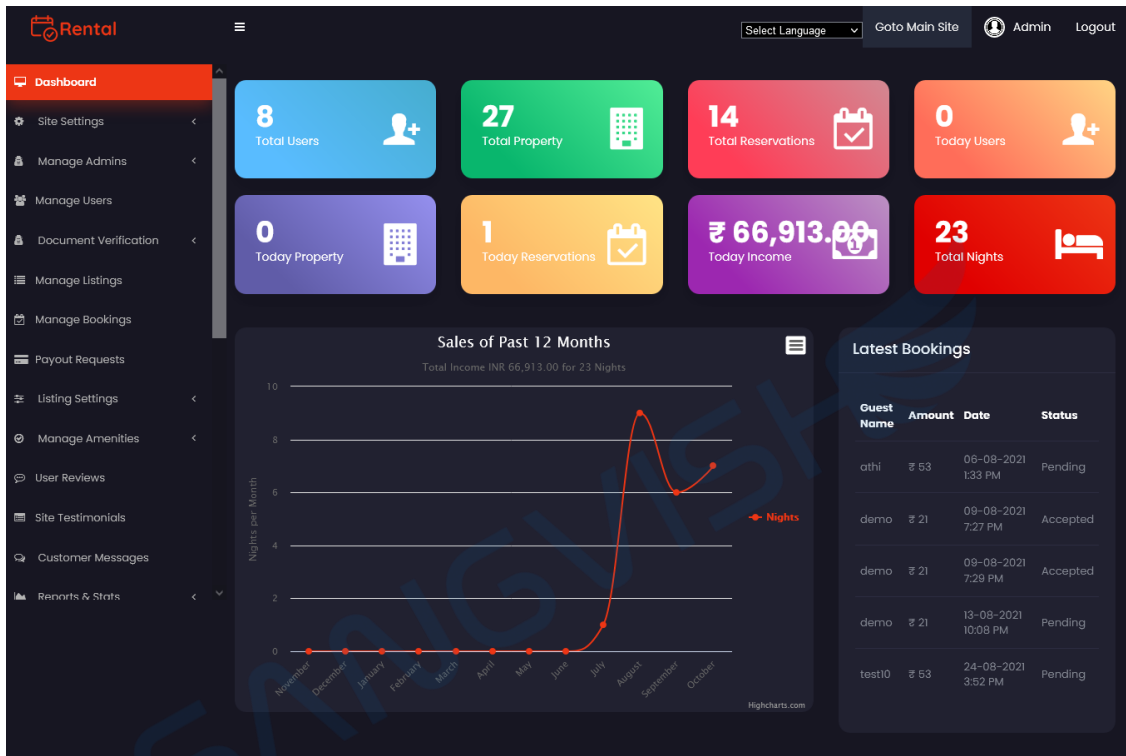 Rental
Select Language
Goto Main Site
Admin
Logout
Dashboard
Site Settings
Manage Admins
Manage Users
Document Verification
Manage Listings
Manage Bookings
Payout Requests
Listing Settings
Manage Amenities
User Reviews
Site Testimonials
Customer Messages
Reports & Stats
8
Total Users
27
Total Property
14
Total Reservations
0
Today Users
0
Today Property
1
Today Reservations
₹ 66,913.00
Today Income
23
Total Nights
Sales of Past 12 Months
Total Income INR 66,913.00 for 23 Nights
Nights per Month
10
8
6
4
2
0
November
December
January
February
March
April
May
June
July
August
September
October
Nights
Highcharts.com
Latest Bookings
Guest Name Amount Date Status
athi ₹ 53 06-08-2021 1:33 PM Pending
demo ₹ 21 09-08-2021 7:27 PM Accepted
demo ₹ 21 09-08-2021 7:29 PM Accepted
demo ₹ 21 13-08-2021 10:08 PM Pending
test10 ₹ 53 24-08-2021 3:52 PM Pending
SANGVISH